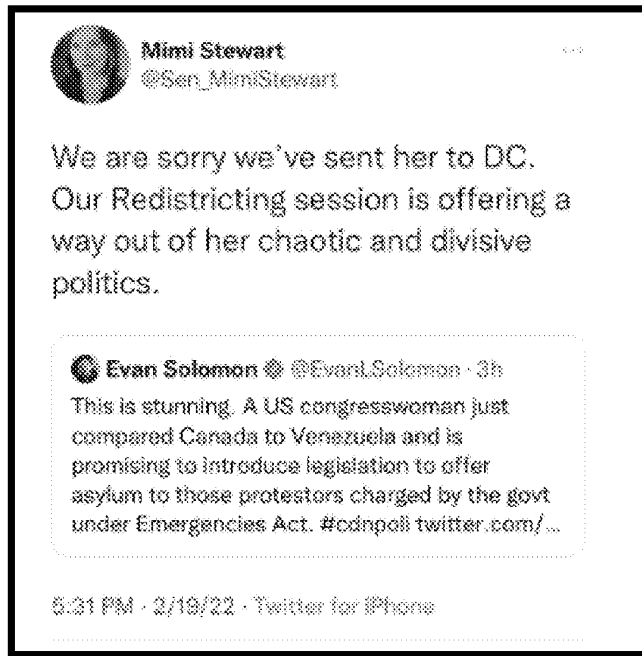 Mimi Stewart
@Sen_MimiStewart
We are sorry we've sent her to DC.
Our Redistricting session is offering a
way out of her chaotic and divisive
politics.
Evan Solomon @EvanLSolomon · 3h
This is stunning. A US congresswoman just
compared Canada to Venezuela and is
promising to introduce legislation to offer
asylum to those protestors charged by the govt
under Emergencies Act. #cdnpoli twitter.com/...
5:31 PM · 2/19/22 · Twitter for iPhone